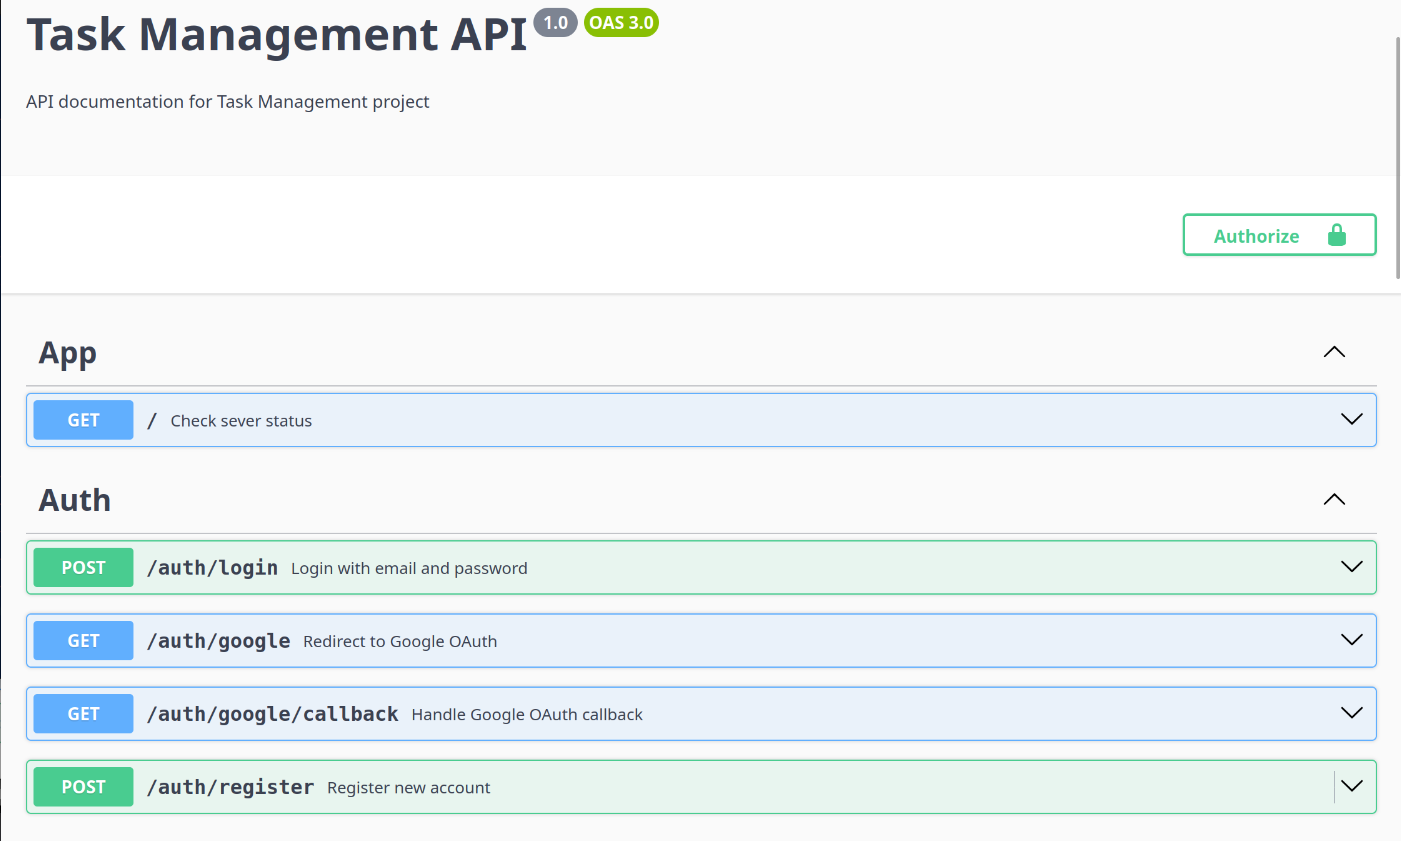 Task Management API 1.0 OAS 3.0
API documentation for Task Management project
Authorize
App
GET / Check sever status
Auth
POST /auth/login Login with email and password
GET /auth/google Redirect to Google OAuth
GET /auth/google/callback Handle Google OAuth callback
POST /auth/register Register new account